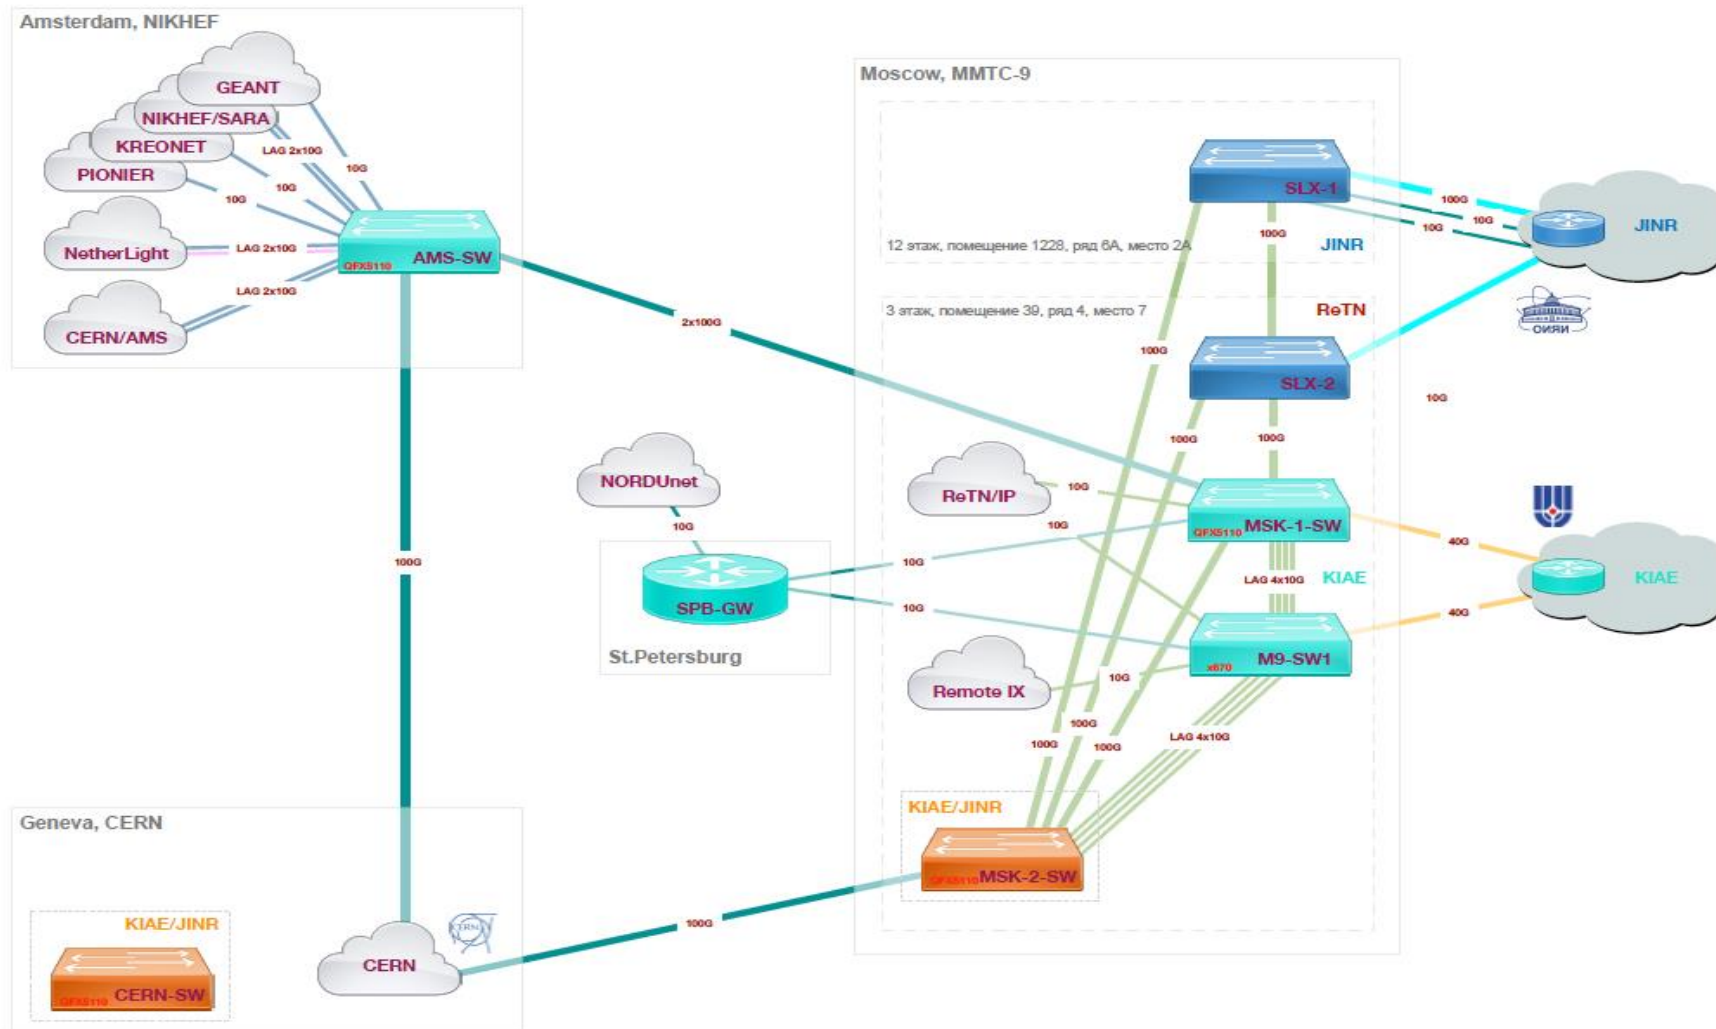 Amsterdam, NIKHEF
GEANT
NIKHEF/SARA
KREONET
PIONIER
NetherLight
CERN/AMS
LAG 2x10G
10G
10G
10G
LAG 2x10G
LAG 2x10G
AMS-SW
QFX5110
2x100G
100G
NORDUnet
10G
SPB-GW
St.Petersburg
10G
10G
Moscow, MMTC-9
SLX-1
12 этаж, помещение 1228, ряд 6А, место 2А
JINR
100G
100G
10G
10G
JINR
ОИЯИ
3 этаж, помещение 39, ряд 4, место 7
ReTN
100G
SLX-2
10G
100G
100G
ReTN/IP
10G
10G
MSK-1-SW
QFX5110
40G
LAG 4x10G
KIAE
KIAE
40G
M9-SW1
x670
Remote IX
10G
100G
100G
100G
LAG 4x10G
KIAE/JINR
MSK-2-SW
QFX5110
100G
Geneva, CERN
KIAE/JINR
CERN-SW
QFX5110
CERN
CERN